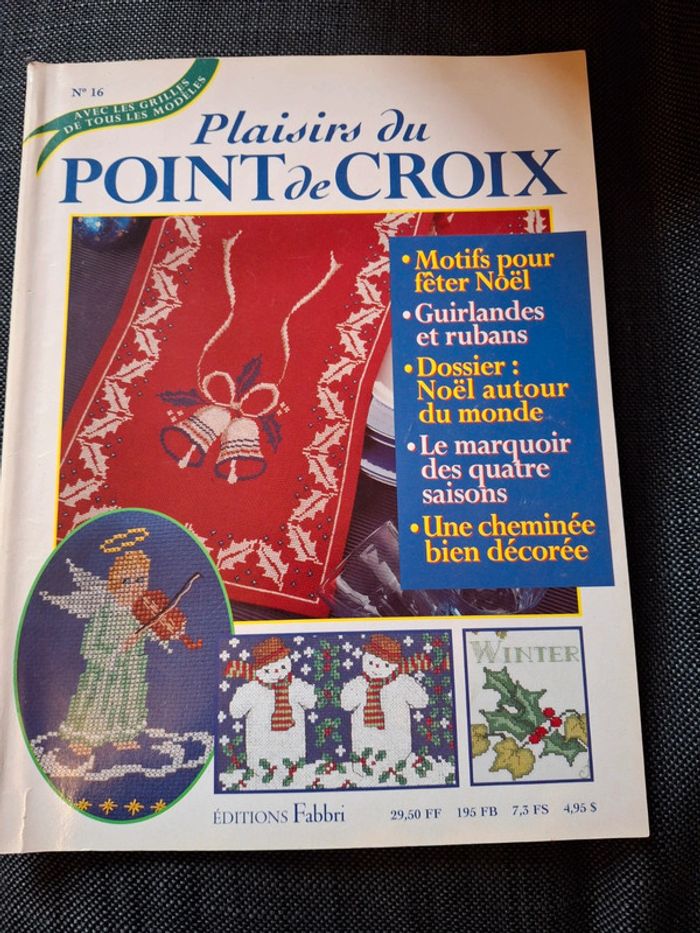 N° 16
AVEC LES GRILLES
DE TOUS LES MODÈLES
Plaisirs du
POINT de CROIX
• Motifs pour
fêter Noël
• Guirlandes
et rubans
• Dossier :
Noël autour
du monde
• Le marquoir
des quatre
saisons
• Une cheminée
bien décorée
WINTER
ÉDITIONS Fabbri
29,50 FF 195 FB 7,3 FS 4,95 $